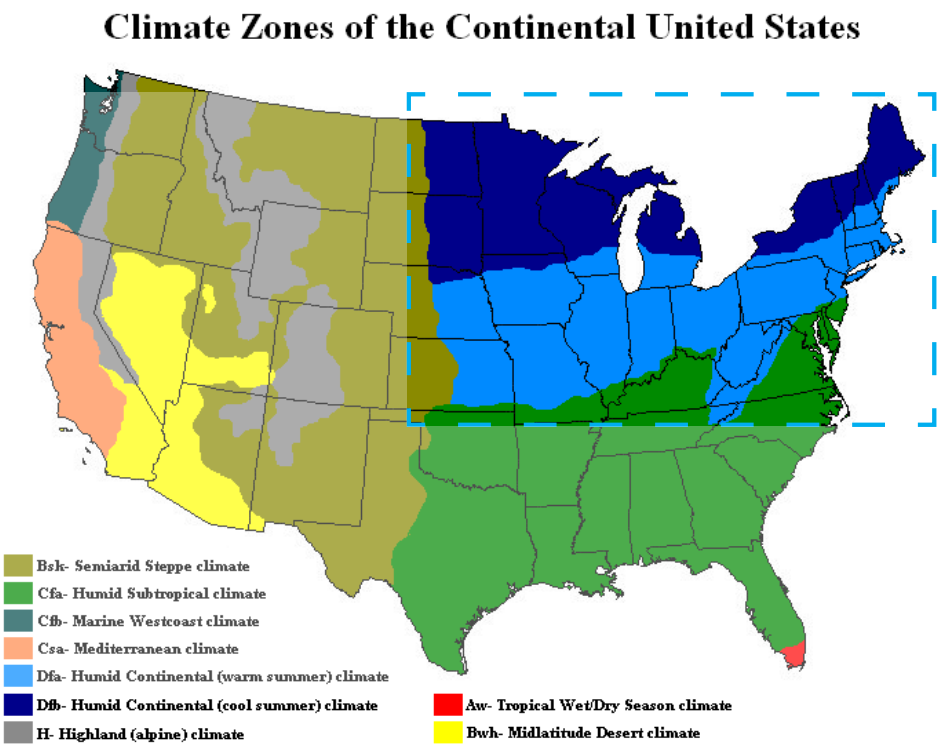 Climate Zones of the Continental United States
Bsk- Semiarid Steppe climate
Cfa- Humid Subtropical climate
Cfb- Marine Westcoast climate
Csa- Mediterranean climate
Dfa- Humid Continental (warm summer) climate
Dfb- Humid Continental (cool summer) climate
H- Highland (alpine) climate
Aw- Tropical Wet/Dry Season climate
Bwh- Midlatitude Desert climate